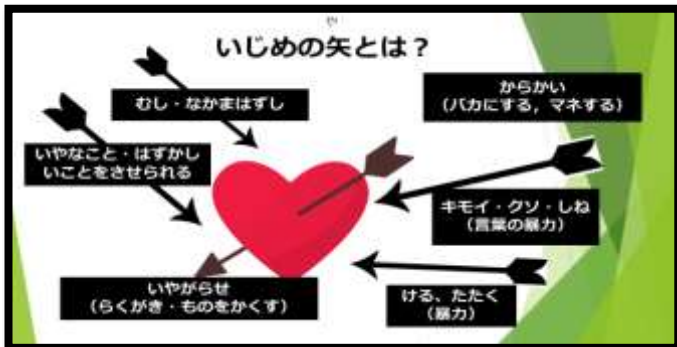 や
いじめの矢とは？
むし・なかまはずし
からかい
（バカにする，マネする）
いやなこと・はずかし
いことをさせられる
キモイ・クソ・しね
（言葉の暴力）
いやがらせ
（らくがき・ものをかくす）
ける、たたく
（暴力）